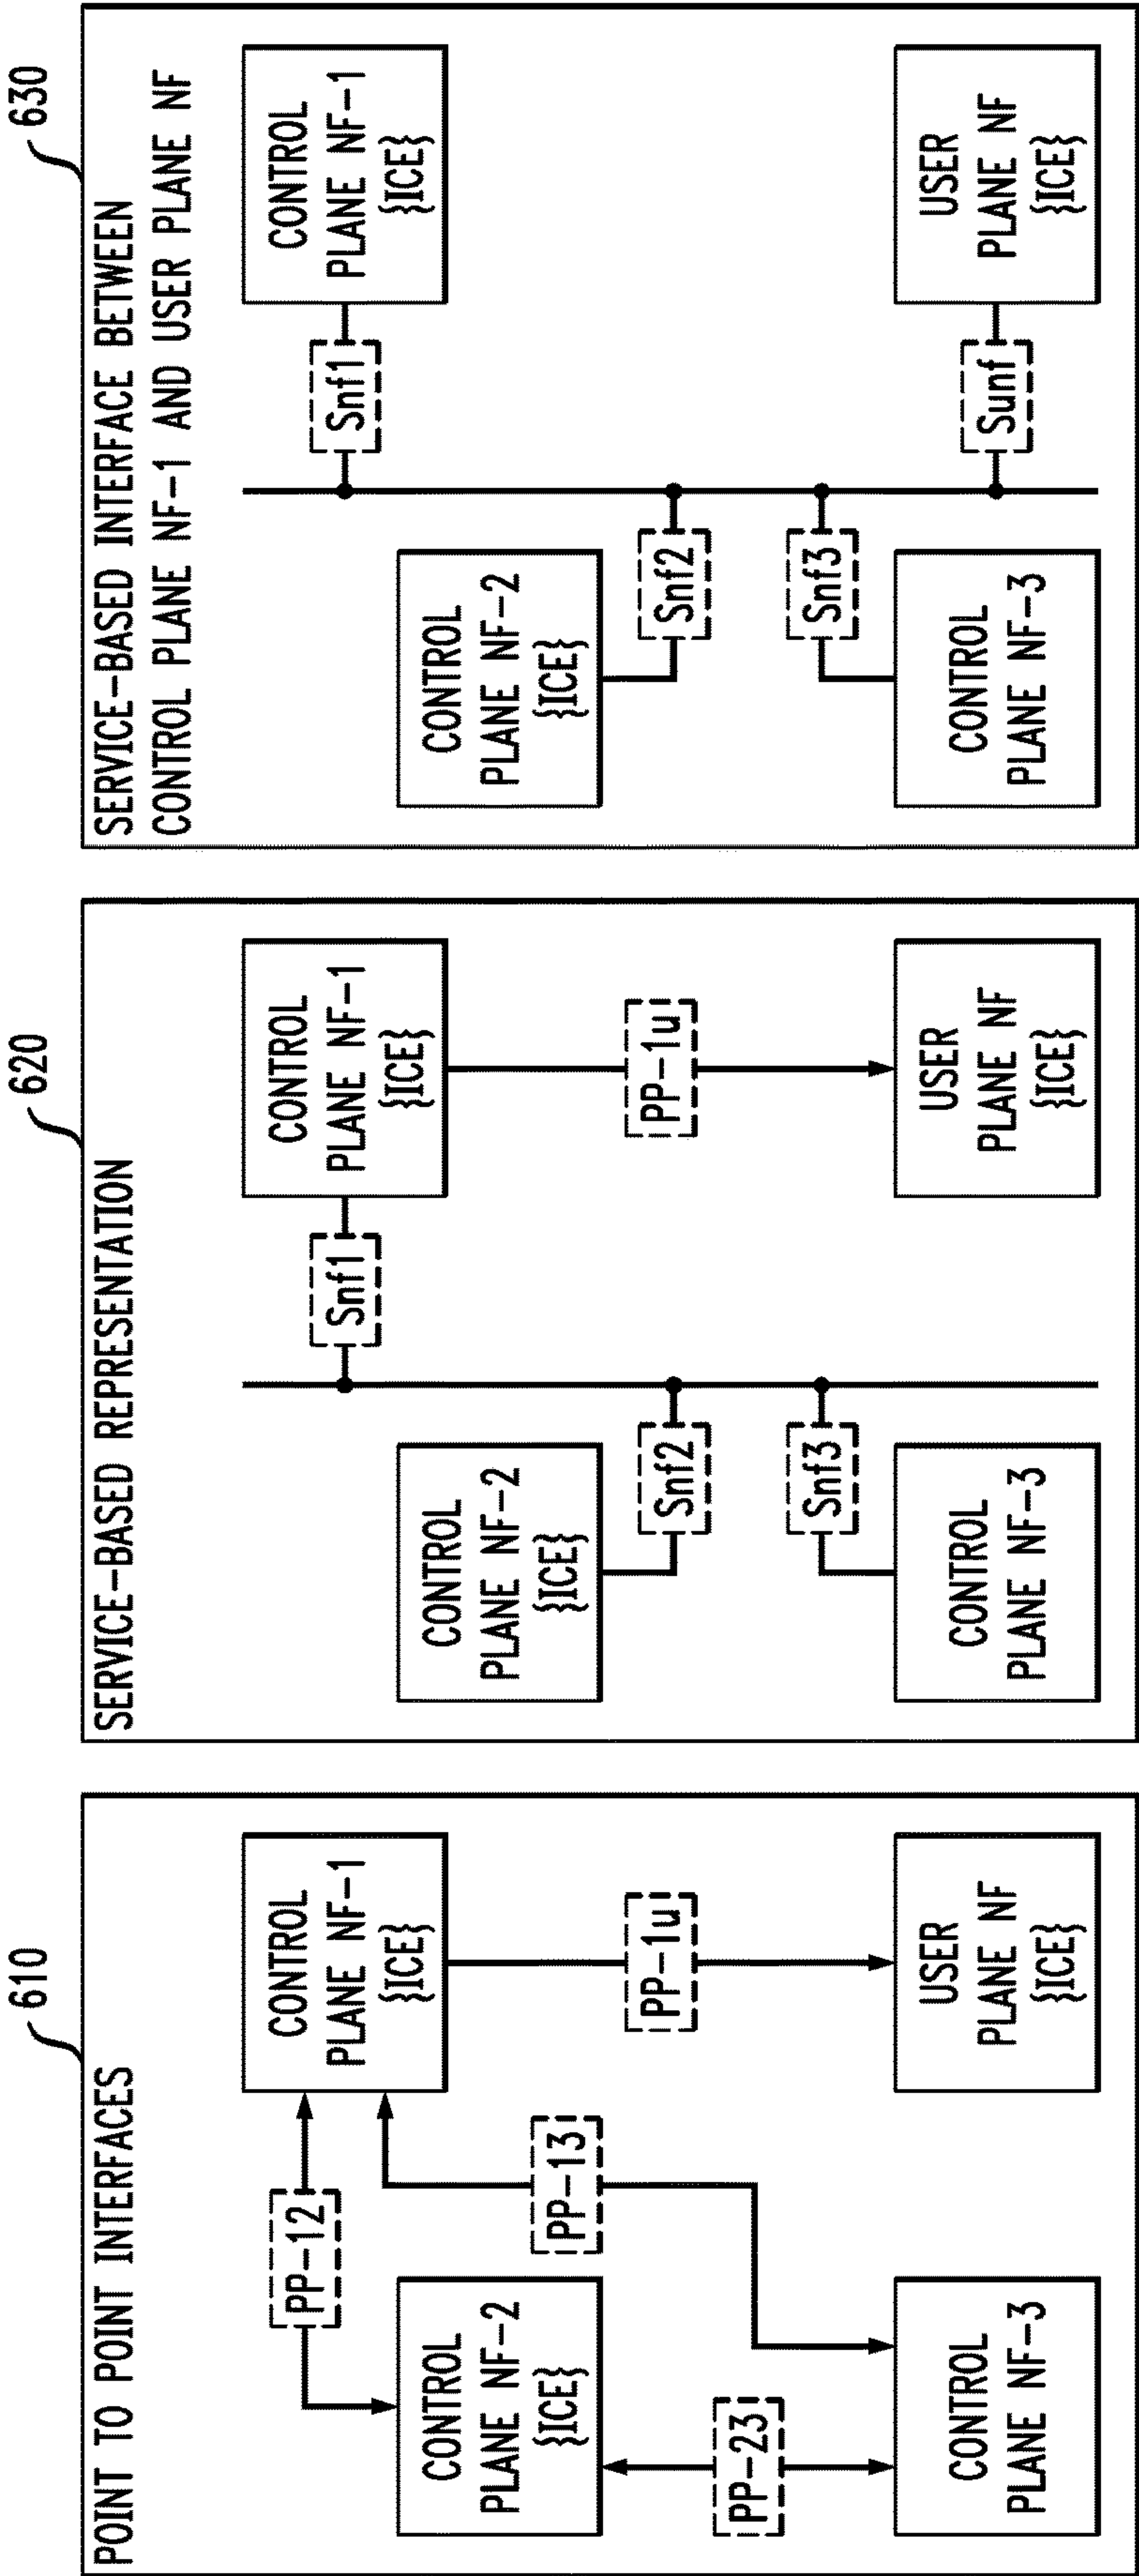 610
POINT TO POINT INTERFACES
CONTROL
PLANE NF-1
{ICE}
PP-12
CONTROL
PLANE NF-2
{ICE}
PP-13
PP-1u
PP-23
CONTROL
PLANE NF-3
USER
PLANE NF
{ICE}
620
SERVICE-BASED REPRESENTATION
CONTROL
PLANE NF-1
{ICE}
Snf1
CONTROL
PLANE NF-2
{ICE}
Snf2
PP-1u
Snf3
CONTROL
PLANE NF-3
USER
PLANE NF
{ICE}
630
SERVICE-BASED INTERFACE BETWEEN
CONTROL PLANE NF-1 AND USER PLANE NF
CONTROL
PLANE NF-1
{ICE}
Snf1
CONTROL
PLANE NF-2
{ICE}
Snf2
Snf3
CONTROL
PLANE NF-3
Sunf
USER
PLANE NF
{ICE}